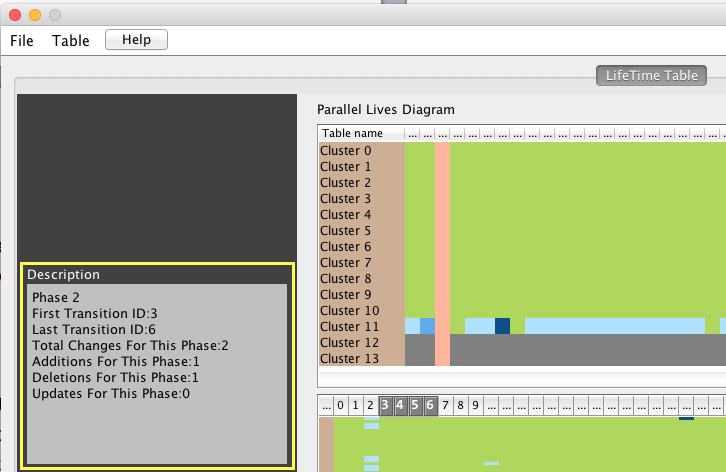 File Table Help
LifeTime Table
Parallel Lives Diagram
Table name ... ... ... ... ... ... ... ... ... ... ... ... ... ... ... ... ... ... ... ... ...
Cluster 0
Cluster 1
Cluster 2
Cluster 3
Cluster 4
Cluster 5
Cluster 6
Cluster 7
Cluster 8
Cluster 9
Cluster 10
Cluster 11
Cluster 12
Cluster 13
Description
Phase 2
First Transition ID:3
Last Transition ID:6
Total Changes For This Phase:2
Additions For This Phase:1
Deletions For This Phase:1
Updates For This Phase:0
... 0 1 2 3 4 5 6 7 8 9 ... ... ... ... ... ... ... ... ... ... ... ... ... ... ... ...